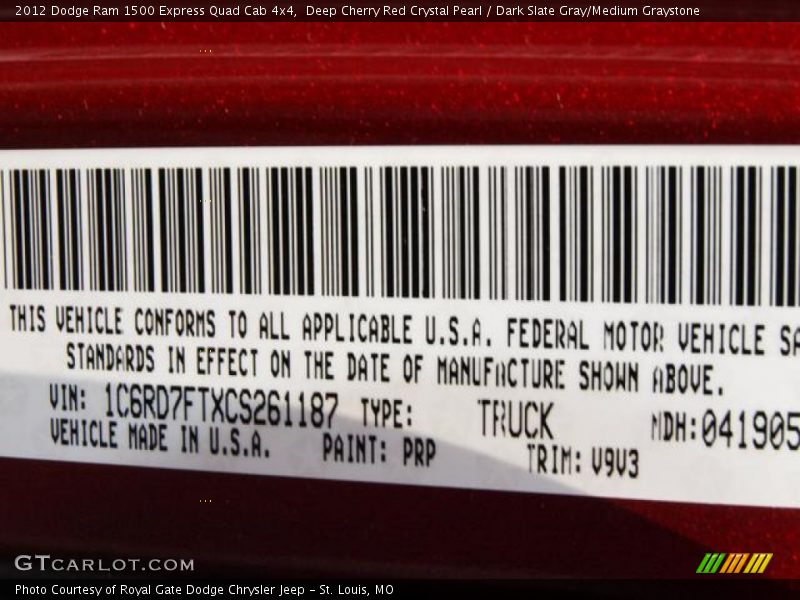 2012 Dodge Ram 1500 Express Quad Cab 4x4,  Deep Cherry Red Crystal Pearl / Dark Slate Gray/Medium Graystone
THIS VEHICLE CONFORMS TO ALL APPLICABLE U.S.A. FEDERAL MOTOR VEHICLE SA
STANDARDS IN EFFECT ON THE DATE OF MANUFACTURE SHOWN ABOVE.
VIN: 1C6RD7FTXCS261187 TYPE: TRUCK MDH:041905
VEHICLE MADE IN U.S.A. PAINT: PRP TRIM: V9V3
GTCARLOT.COM
Photo Courtesy of Royal Gate Dodge Chrysler Jeep - St. Louis, MO